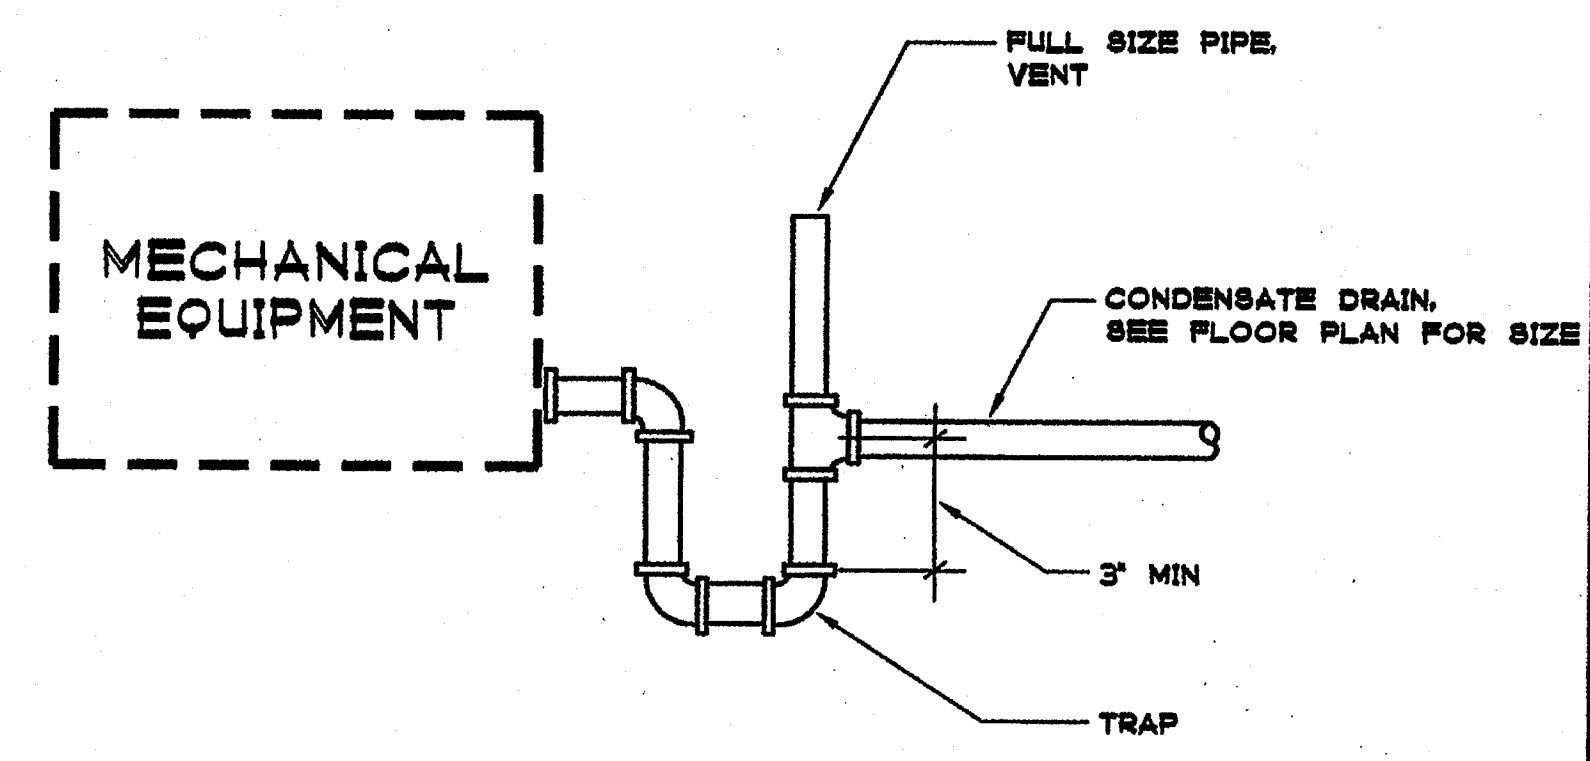 FULL SIZE PIPE,
VENT
MECHANICAL
EQUIPMENT
CONDENSATE DRAIN,
SEE FLOOR PLAN FOR SIZE
3" MIN
TRAP